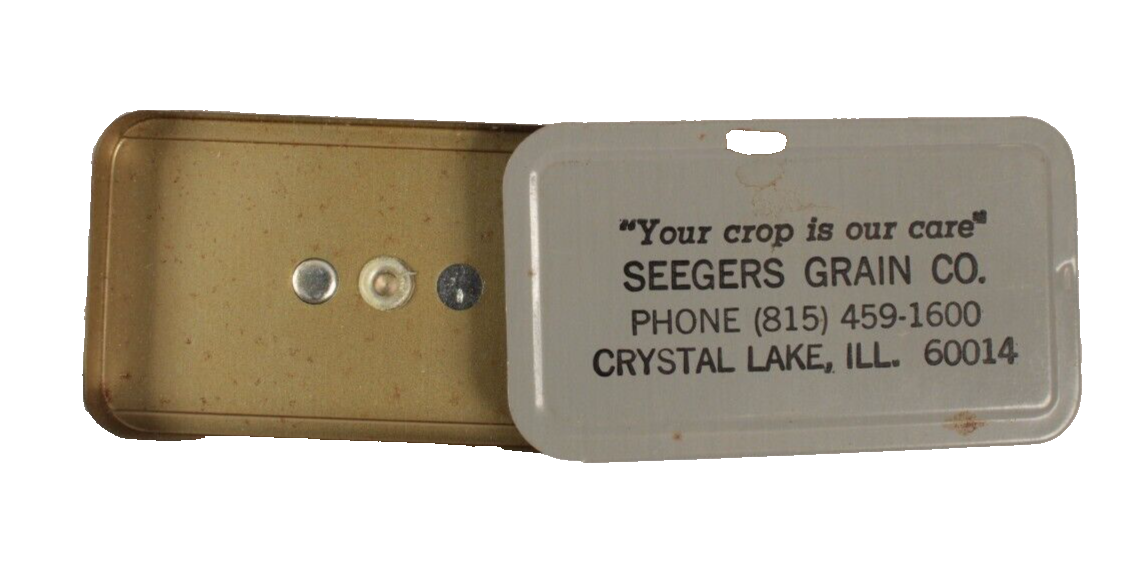 "Your crop is our care"
SEEGERS GRAIN CO.
PHONE (815) 459-1600
CRYSTAL LAKE, ILL. 60014